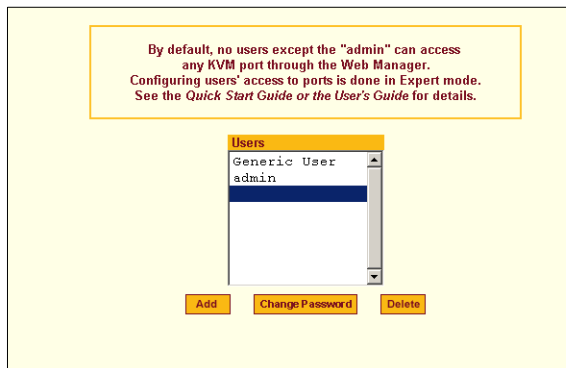 By default, no users except the "admin" can access
any KVM port through the Web Manager.
Configuring users' access to ports is done in Expert mode.
See the Quick Start Guide or the User's Guide for details.
Users
Generic User
admin
Add
Change Password
Delete